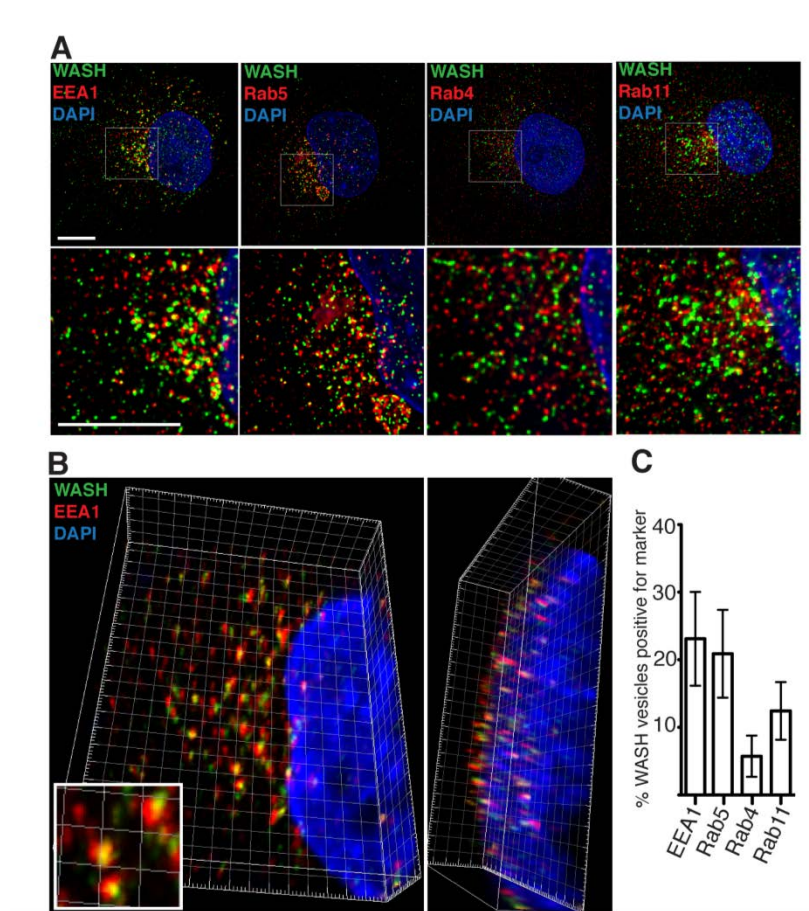 A
WASH
EEA1
DAPI
WASH
Rab5
DAPI
WASH
Rab4
DAPI
WASH
Rab11
DAPI
B
WASH
EEA1
DAPI
C
% WASH vesicles positive for marker
40
30
20
10
EEA1
Rab5
Rab4
Rab11